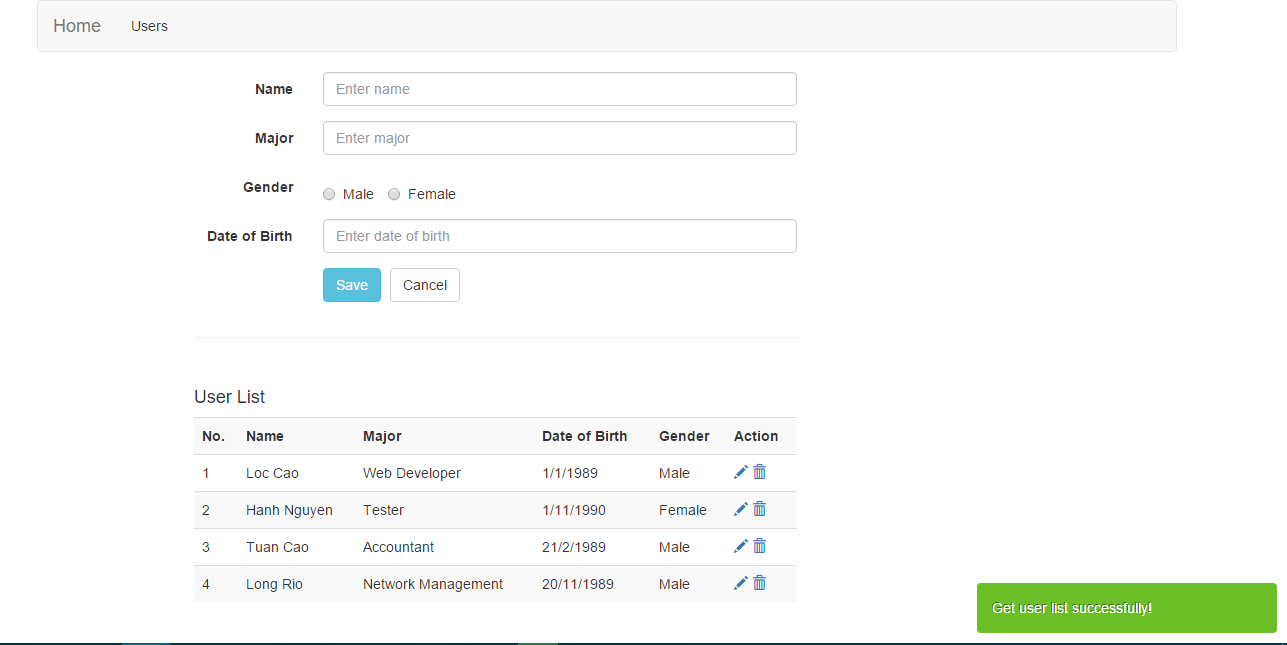 Home Users
Name Enter name
Major Enter major
Gender Male Female
Date of Birth Enter date of birth
Save Cancel
User List
No. Name Major Date of Birth Gender Action
1 Loc Cao Web Developer 1/1/1989 Male
2 Hanh Nguyen Tester 1/11/1990 Female
3 Tuan Cao Accountant 21/2/1989 Male
4 Long Rio Network Management 20/11/1989 Male
Get user list successfully!